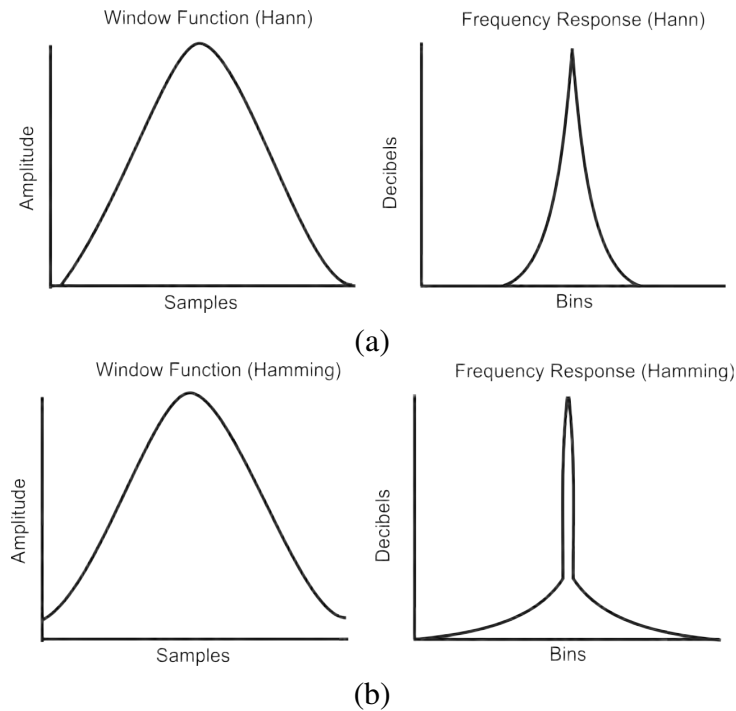 Window Function (Hann)
Frequency Response (Hann)
Amplitude
Decibels
Samples
Bins
(a)
Window Function (Hamming)
Frequency Response (Hamming)
Amplitude
Decibels
Samples
Bins
(b)